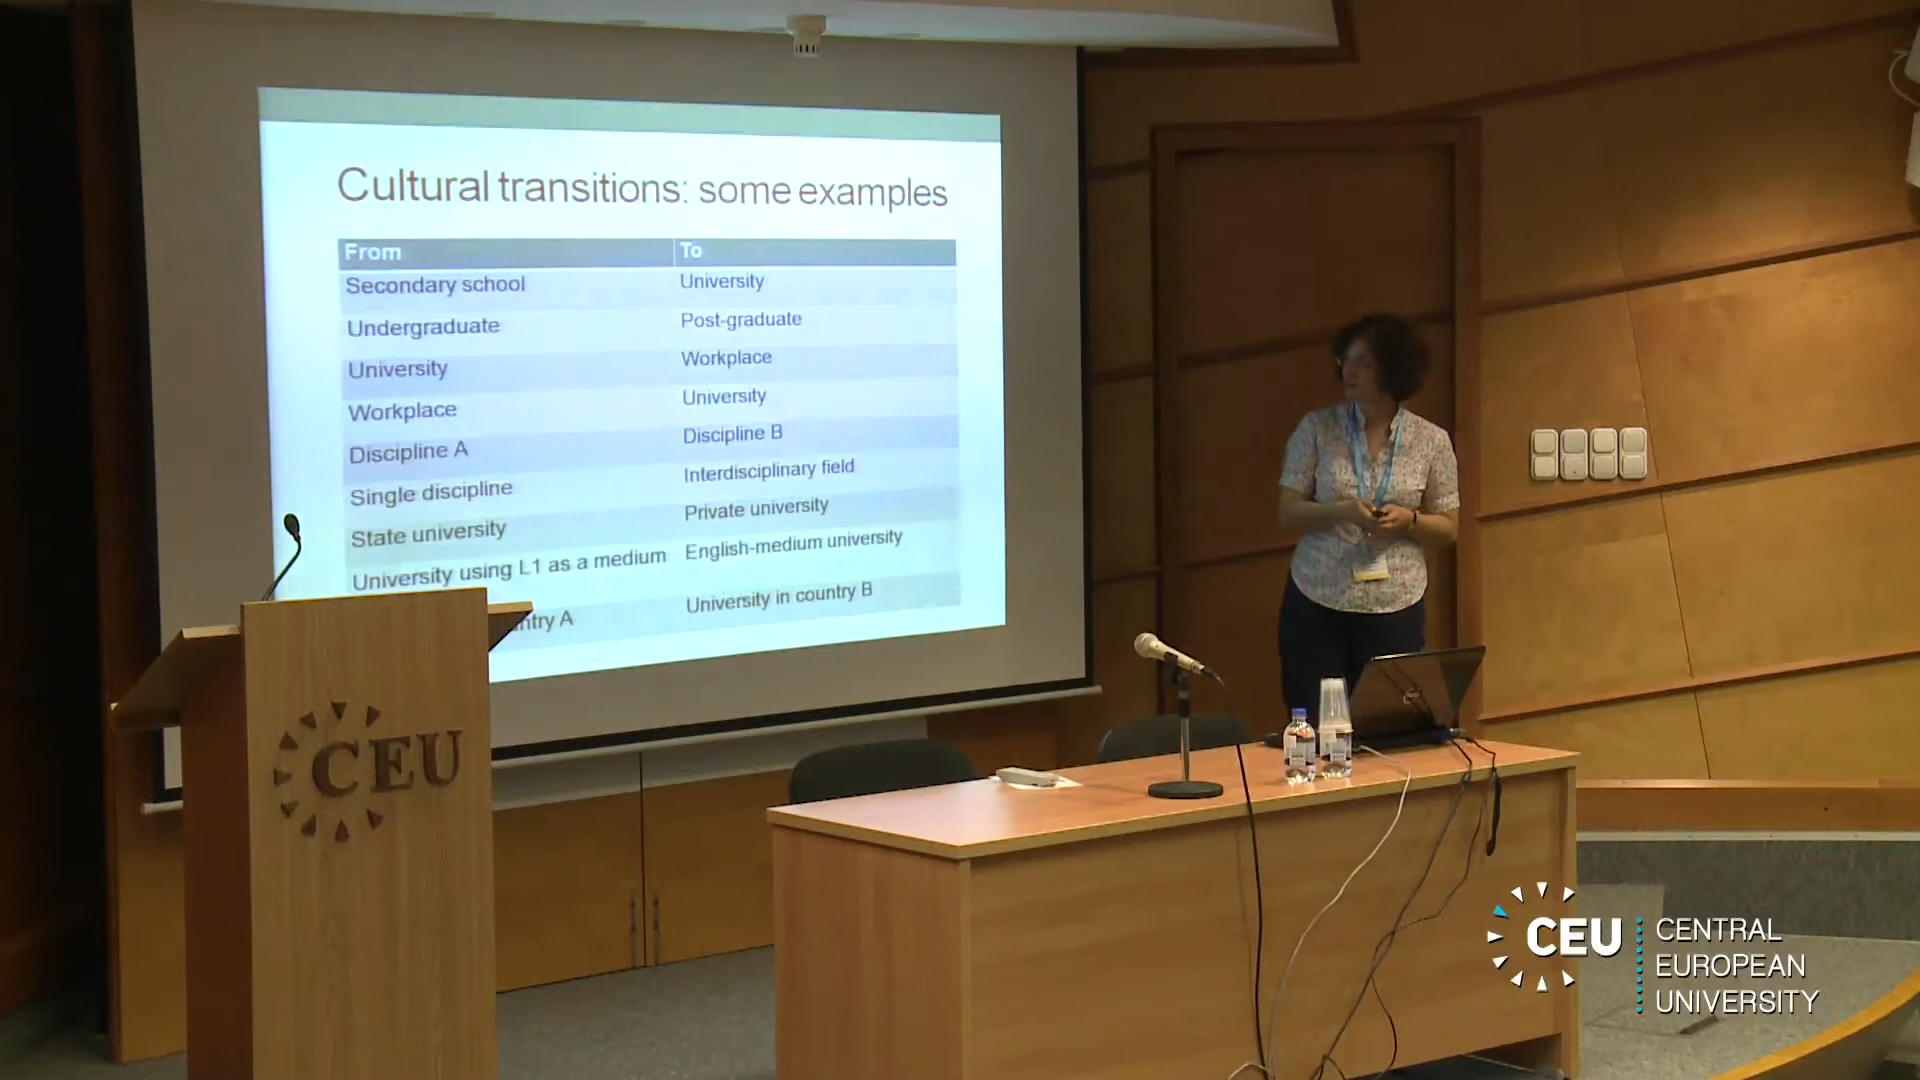 Cultural transitions: some examples
From To
Secondary school University
Undergraduate Post-graduate
University Workplace
Workplace University
Discipline A Discipline B
Single discipline Interdisciplinary field
State university Private university
University using L1 as a medium English-medium university
A University in country B
CEU
CEU
CENTRAL
EUROPEAN
UNIVERSITY